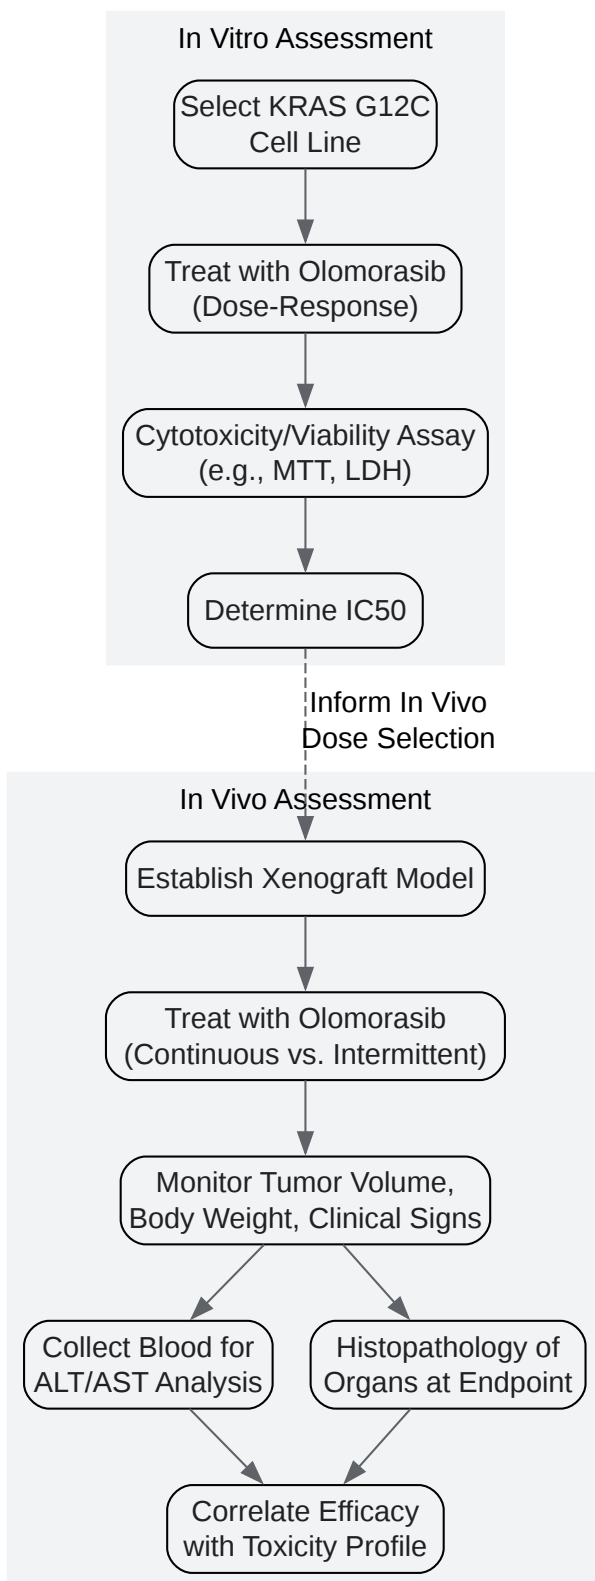 In Vitro Assessment
Select KRAS G12C
Cell Line
Treat with Olomorasib
(Dose-Response)
Cytotoxicity/Viability Assay
(e.g., MTT, LDH)
Determine IC50
Inform In Vivo
Dose Selection
In Vivo Assessment
Establish Xenograft Model
Treat with Olomorasib
(Continuous vs. Intermittent)
Monitor Tumor Volume,
Body Weight, Clinical Signs
Collect Blood for
ALT/AST Analysis
Histopathology of
Organs at Endpoint
Correlate Efficacy
with Toxicity Profile